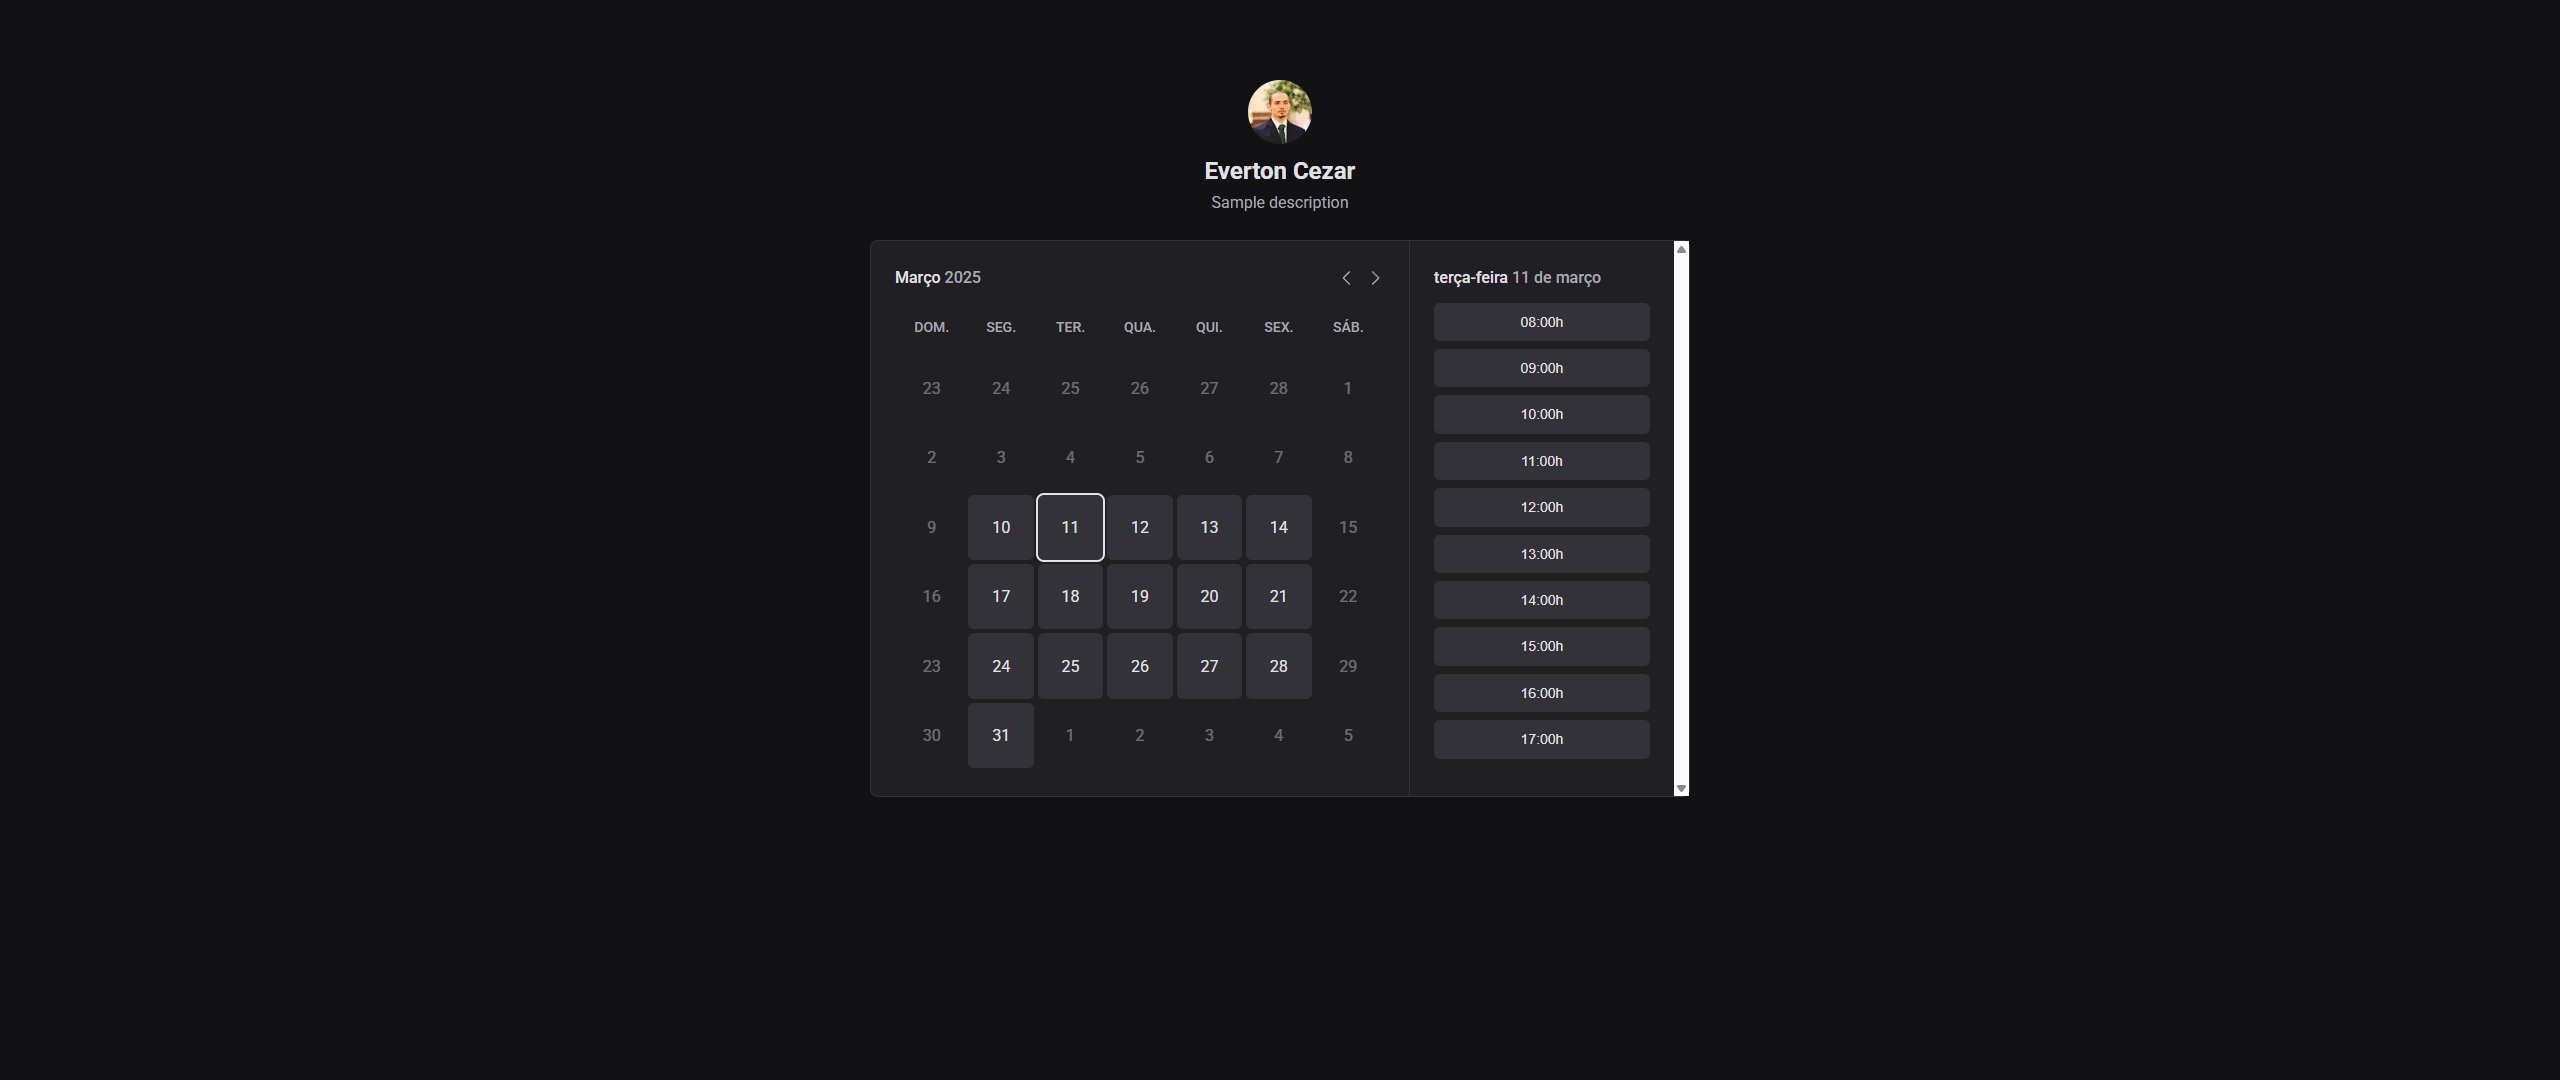 Everton Cezar
Sample description
Março 2025
DOM. SEG. TER. QUA. QUI. SEX. SÁB.
23 24 25 26 27 28 1
2 3 4 5 6 7 8
9 10 11 12 13 14 15
16 17 18 19 20 21 22
23 24 25 26 27 28 29
30 31 1 2 3 4 5
terça-feira 11 de março
08:00h
09:00h
10:00h
11:00h
12:00h
13:00h
14:00h
15:00h
16:00h
17:00h